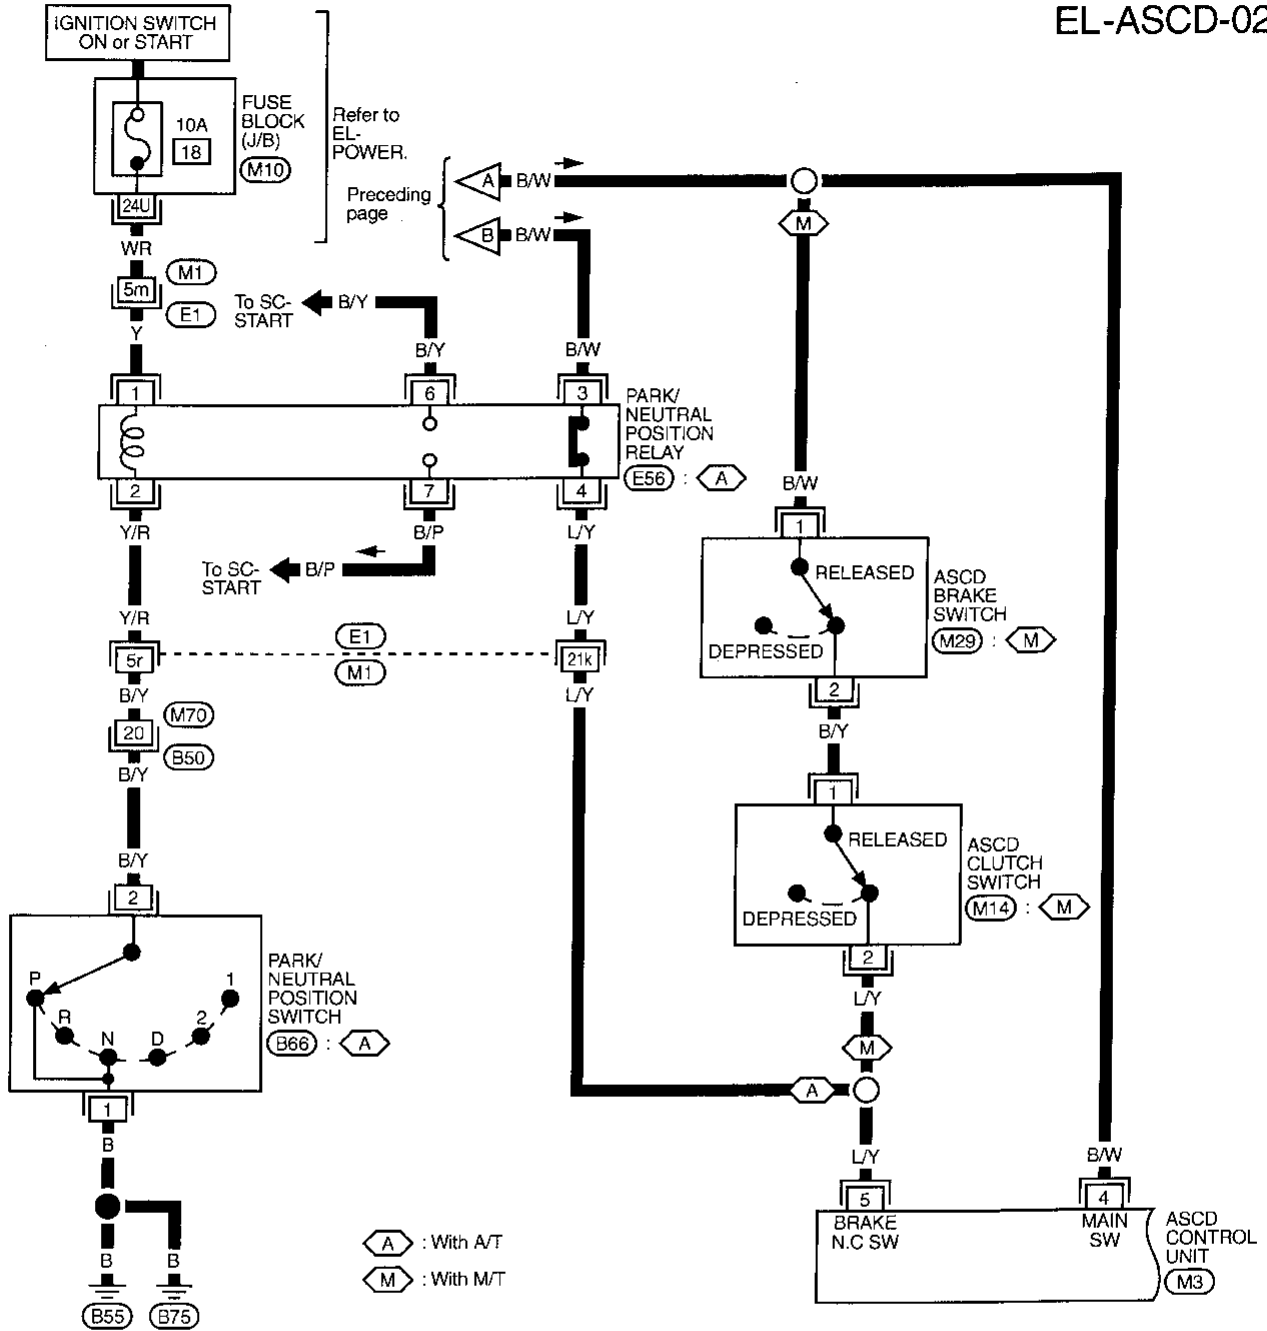 EL-ASCD-02
IGNITION SWITCH
ON or START
10A
18
FUSE
BLOCK
(J/B)
M10
Refer to
EL-
POWER.
24U
WR
5m
M1
E1
Y
Preceding
page
A
B/W
B
B/W
M
To SC-
START
B/Y
B/Y
B/W
1
6
3
2
7
4
PARK/
NEUTRAL
POSITION
RELAY
E56 : A
Y/R
B/P
L/Y
To SC-
START
B/P
Y/R
L/Y
5r
E1
M1
21k
B/Y
L/Y
20
M70
B50
B/Y
B/Y
2
P
R
N
D
2
1
PARK/
NEUTRAL
POSITION
SWITCH
B66 : A
1
B
B
B
B55
B75
B/W
1
RELEASED
DEPRESSED
ASCD
BRAKE
SWITCH
M29 : M
2
B/Y
1
RELEASED
DEPRESSED
ASCD
CLUTCH
SWITCH
M14 : M
2
L/Y
M
A
L/Y
B/W
5
4
BRAKE
N.C SW
MAIN
SW
ASCD
CONTROL
UNIT
M3
A : With A/T
M : With M/T